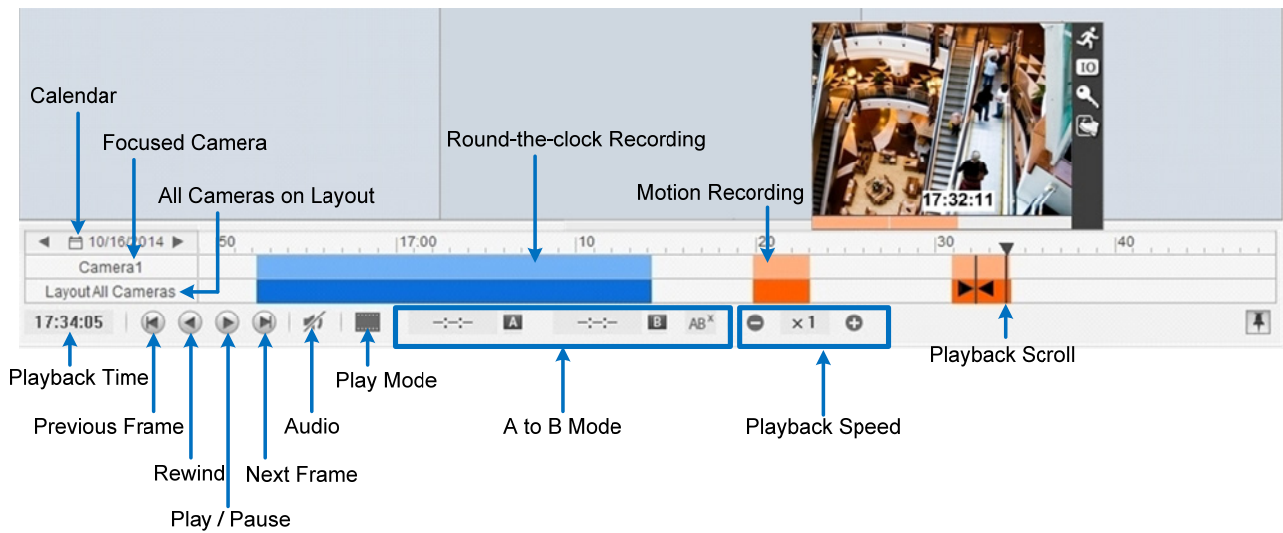 Calendar
Focused Camera
Round-the-clock Recording
IO
All Cameras on Layout
Motion Recording
17:32:11
10/16/2014 50 17:00 10 20 30 40
Camera1
Layout All Cameras
17:34:05 --:--:-- A --:--:-- B ABX x 1
Playback Scroll
Playback Time
Play Mode
Previous Frame
Audio
A to B Mode
Playback Speed
Rewind
Next Frame
Play / Pause